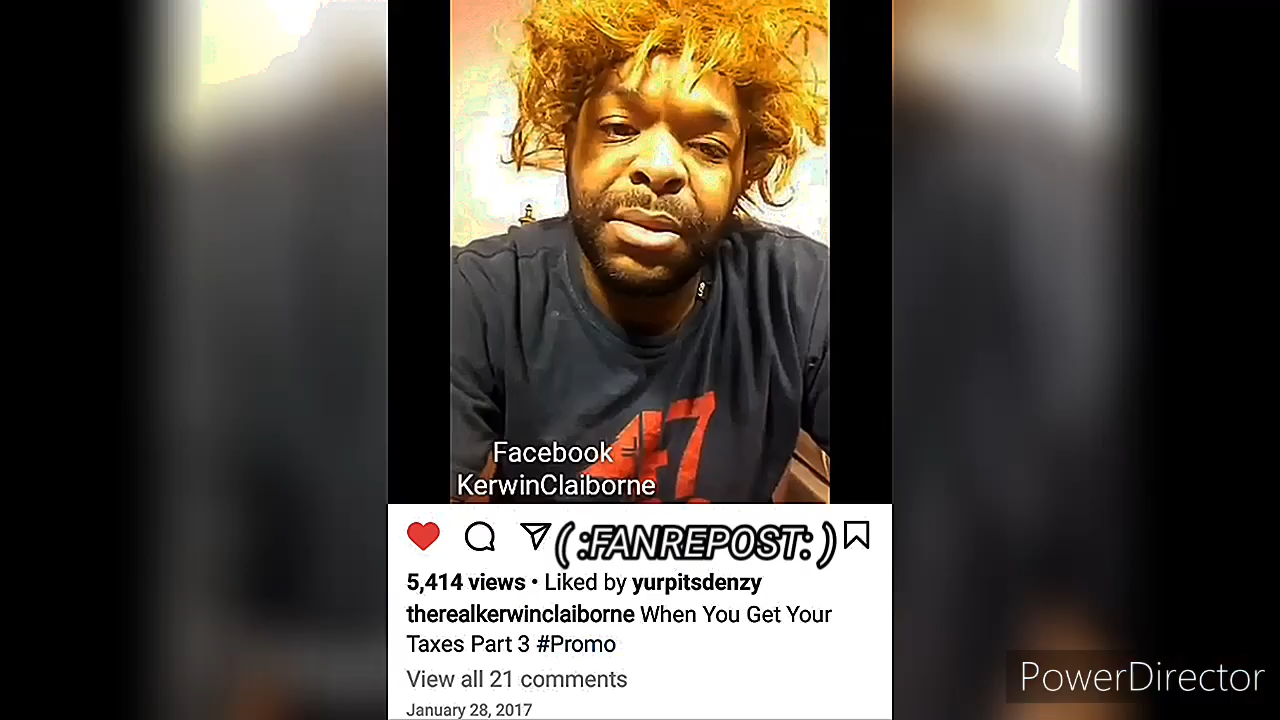 47
Facebook
KerwinClaiborne
( :FANREPOST: )
5,414 views • Liked by yurpitsdenzy
therealkerwinclaiborne When You Get Your
Taxes Part 3 #Promo
View all 21 comments
January 28, 2017
PowerDirector